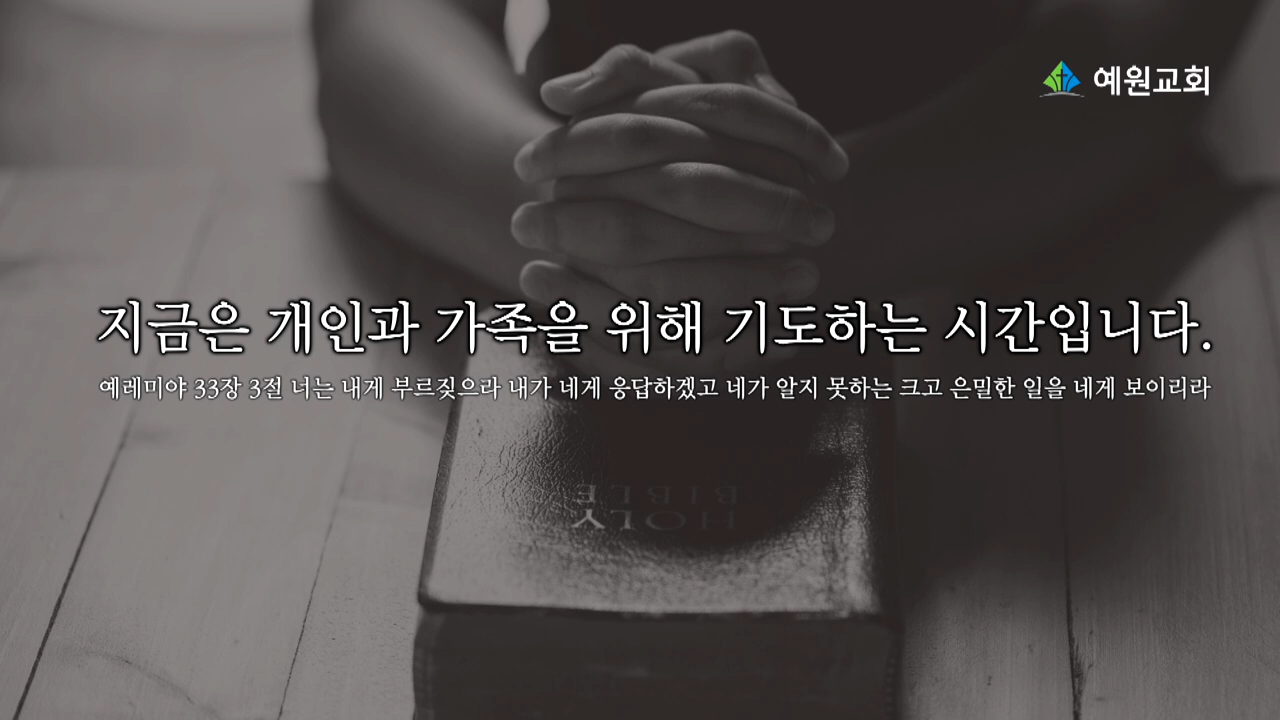 예원교회
지금은 개인과 가족을 위해 기도하는 시간입니다.
예레미야 33장 3절 너는 내게 부르짖으라 내가 네게 응답하겠고 네가 알지 못하는 크고 은밀한 일을 네게 보이리라
HOLY
BIBLE